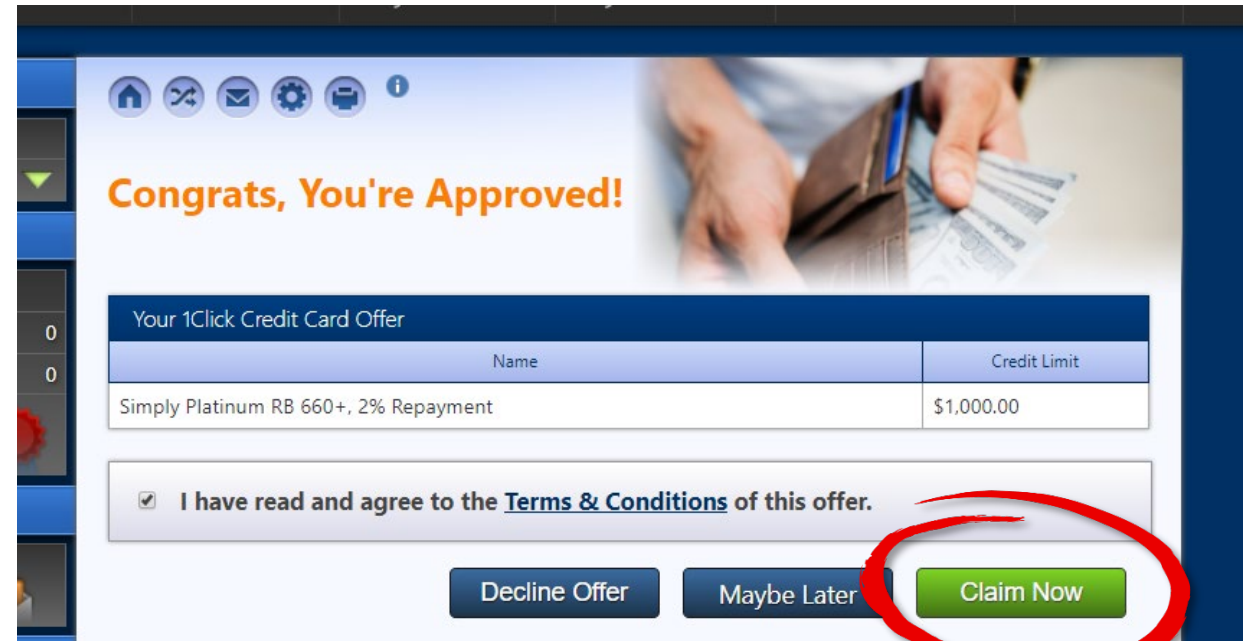 Congrats, You're Approved!
Your 1Click Credit Card Offer
Name Credit Limit
Simply Platinum RB 660+, 2% Repayment $1,000.00
0
0
I have read and agree to the Terms & Conditions of this offer.
Decline Offer Maybe Later Claim Now